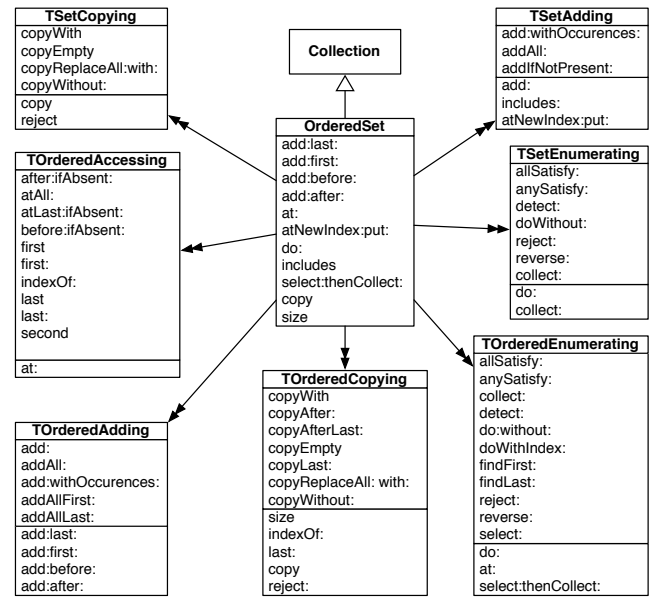 TSetCopying
copyWith
copyEmpty
copyReplaceAll:with:
copyWithout:
copy
reject
Collection
TSetAdding
add:withOccurences:
addAll:
addIfNotPresent:
add:
includes:
atNewIndex:put:
OrderedSet
add:last:
add:first:
add:before:
add:after:
at:
atNewIndex:put:
do:
includes
select:thenCollect:
copy
size
TOrderedAccessing
after:ifAbsent:
atAll:
atLast:ifAbsent:
before:ifAbsent:
first
first:
indexOf:
last
last:
second
at:
TSetEnumerating
allSatisfy:
anySatisfy:
detect:
doWithout:
reject:
reverse:
collect:
do:
collect:
TOrderedEnumerating
allSatisfy:
anySatisfy:
collect:
detect:
do:without:
doWithIndex:
findFirst:
findLast:
reject:
reverse:
select:
do:
at:
select:thenCollect:
TOrderedCopying
copyWith
copyAfter:
copyAfterLast:
copyEmpty
copyLast:
copyReplaceAll: with:
copyWithout:
size
indexOf:
last:
copy
reject:
TOrderedAdding
add:
addAll:
add:withOccurences:
addAllFirst:
addAllLast:
add:last:
add:first:
add:before:
add:after: